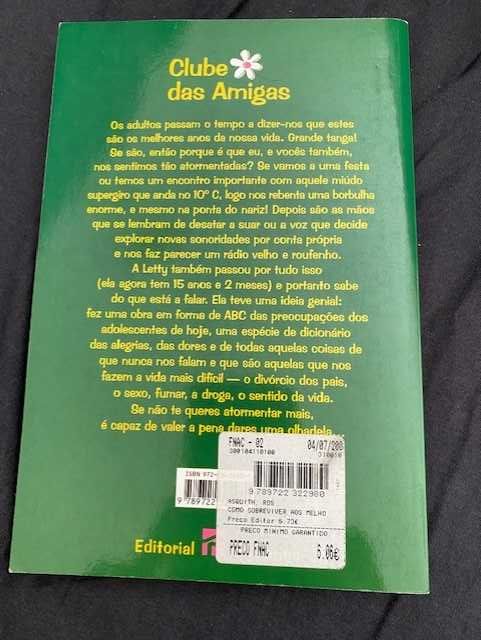 Clube
das Amigas
Os adultos passam o tempo a dizer-nos que estes
são os melhores anos da nossa vida. Grande tanga!
Se são, então porque é que eu, e vocês também,
nos sentimos tão atormentadas? Se vamos a uma festa
ou temos um encontro importante com aquele miúdo
supergiro que anda no 10º C, logo nos rebenta uma borbulha
enorme, e mesmo na ponta do nariz! Depois são as mãos
que se lembram de desatar a suar ou a voz que decide
explorar novas sonoridades por conta própria
e nos faz parecer um rádio velho e roufenho.
A Letty também passou por tudo isso
(ela agora tem 15 anos e 2 meses) e portanto sabe
do que está a falar. Ela teve uma ideia genial:
fez uma obra em forma de ABC das preocupações dos
adolescentes de hoje, uma espécie de dicionário
das alegrias, das dores e de todas aquelas coisas de
que nunca nos falam e que são aquelas que nos
fazem a vida mais difícil — o divórcio dos pais,
o sexo, fumar, a droga, o sentido da vida.
Se não te queres atormentar mais,
é capaz de valer a pena dares uma olhadela...
FNAC - 02 04/07/200
300104110100 310010
ISBN 972-
9 789722 322980
9 789722
ASQUITH, ROS
COMO SOBREVIVER AOS MELHO
Preco Editor 6.73€
PRECO MINIMO GARANTIDO
PRECO FNAC 6.06€
Editorial